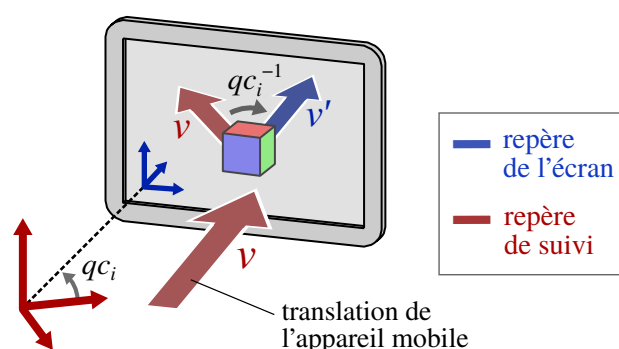 qc_i^{-1}
v
v'
repère
de l'écran
v
repère
de suivi
qc_i
translation de
l'appareil mobile